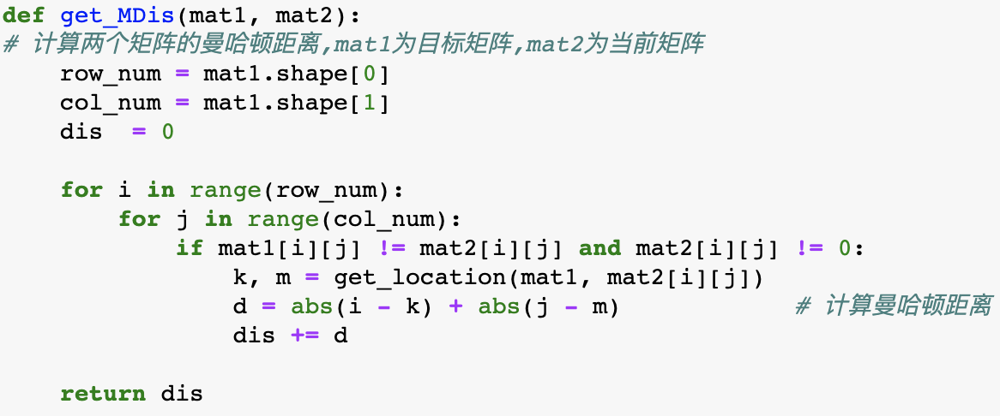 def get_MDis(mat1, mat2):
# 计算两个矩阵的曼哈顿距离,mat1为目标矩阵,mat2为当前矩阵
    row_num = mat1.shape[0]
    col_num = mat1.shape[1]
    dis  = 0

    for i in range(row_num):
        for j in range(col_num):
            if mat1[i][j] != mat2[i][j] and mat2[i][j] != 0:
                k, m = get_location(mat1, mat2[i][j])
                d = abs(i - k) + abs(j - m)            # 计算曼哈顿距离
                dis += d

    return dis